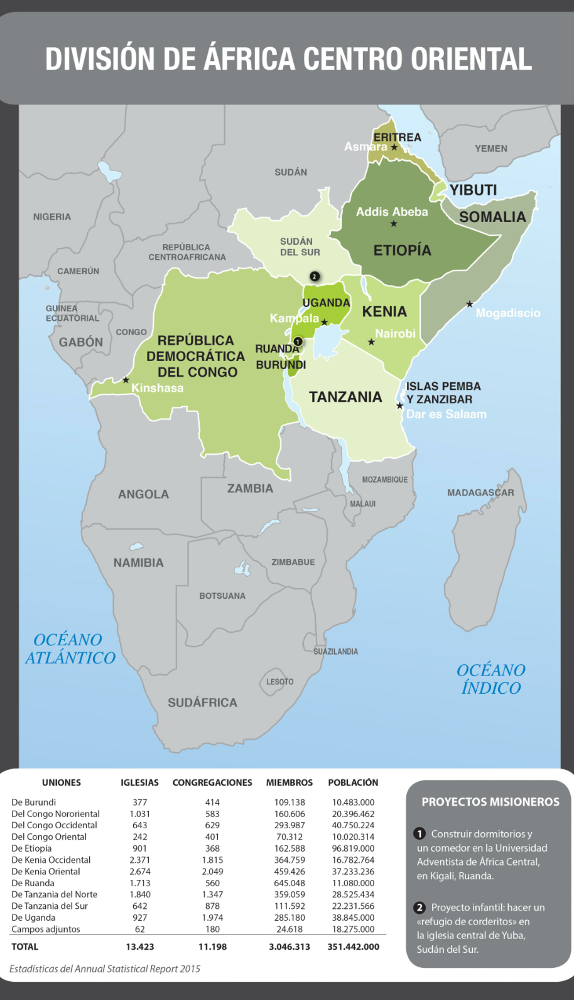 DIVISIÓN DE ÁFRICA CENTRO ORIENTAL
ERITREA
Asmara
YEMEN
SUDÁN
YIBUTI
NIGERIA
Addis Abeba
SOMALIA
SUDÁN
DEL SUR
ETIOPÍA
REPÚBLICA
CENTROAFRICANA
CAMERÚN
2
UGANDA
KENIA
Mogadiscio
GUINEA
ECUATORIAL
Kampala
CONGO
Nairobi
GABÓN
REPÚBLICA
DEMOCRÁTICA
DEL CONGO
1
RUANDA
BURUNDI
Kinshasa
TANZANIA
ISLAS PEMBA
Y ZANZIBAR
Dar es Salaam
ANGOLA
ZAMBIA
MOZAMBIQUE
MALAUI
MADAGASCAR
NAMIBIA
ZIMBABUE
BOTSUANA
OCÉANO
ATLÁNTICO
SUAZILANDIA
OCÉANO
ÍNDICO
LESOTO
SUDÁFRICA
UNIONES IGLESIAS CONGREGACIONES MIEMBROS POBLACIÓN
De Burundi 377 414 109.138 10.483.000
Del Congo Nororiental 1.031 583 160.606 20.396.462
Del Congo Occidental 643 629 293.987 40.750.224
Del Congo Oriental 242 401 70.312 10.020.314
De Etiopía 901 368 162.588 96.819.000
De Kenia Occidental 2.371 1.815 364.759 16.782.764
De Kenia Oriental 2.674 2.049 459.426 37.233.236
De Ruanda 1.713 560 645.048 11.080.000
De Tanzania del Norte 1.840 1.347 359.059 28.525.434
De Tanzania del Sur 642 878 111.592 22.231.566
De Uganda 927 1.974 285.180 38.845.000
Campos adjuntos 62 180 24.618 18.275.000
TOTAL 13.423 11.198 3.046.313 351.442.000
Estadísticas del Annual Statistical Report 2015
PROYECTOS MISIONEROS
1 Construir dormitorios y
un comedor en la Universidad
Adventista de África Central,
en Kigali, Ruanda.
2 Proyecto infantil: hacer un
«refugio de corderitos» en
la iglesia central de Yuba,
Sudán del Sur.